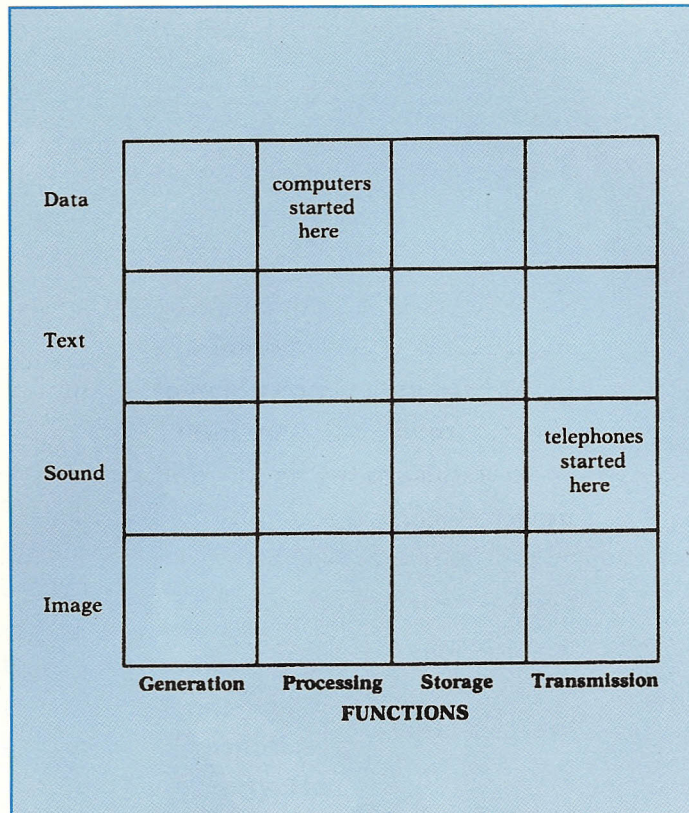 Data
computers
started
here
Text
Sound
telephones
started
here
Image
Generation Processing Storage Transmission
FUNCTIONS